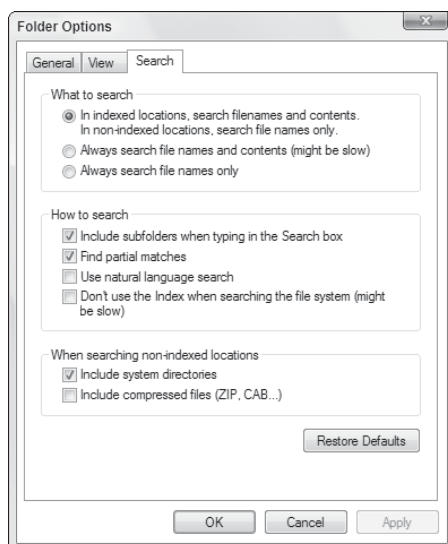 Folder Options
General
View
Search
What to search
In indexed locations, search filenames and contents.
In non-indexed locations, search file names only.
Always search file names and contents (might be slow)
Always search file names only
How to search
Include subfolders when typing in the Search box
Find partial matches
Use natural language search
Don't use the Index when searching the file system (might
be slow)
When searching non-indexed locations
Include system directories
Include compressed files (ZIP, CAB...)
Restore Defaults
OK
Cancel
Apply